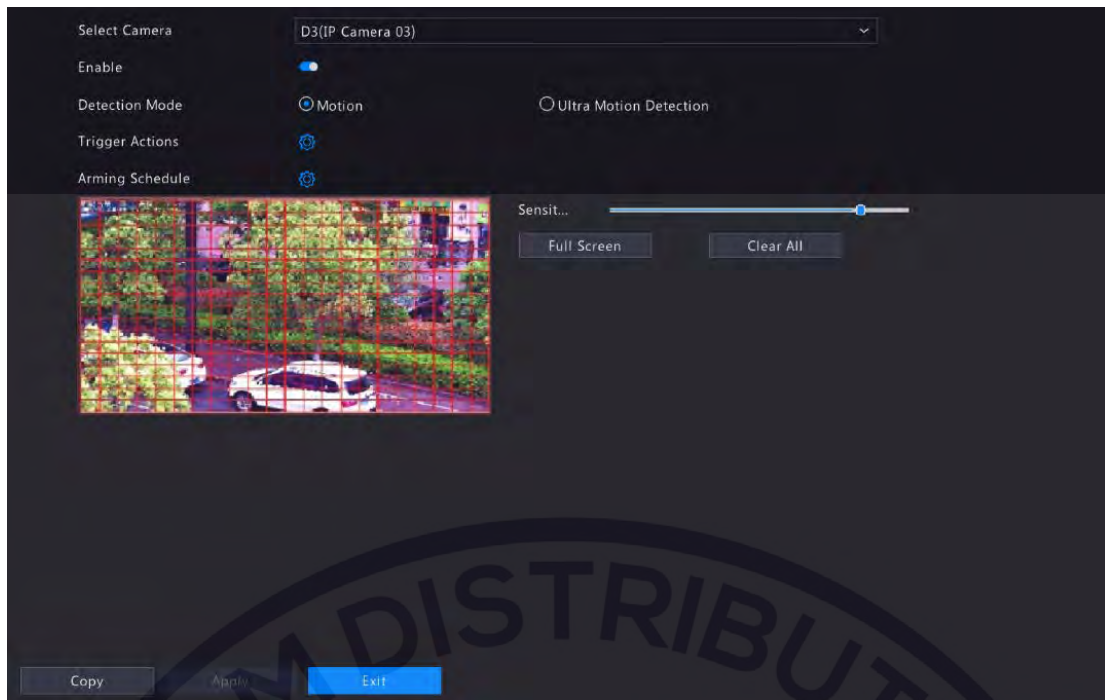 Select Camera D3(IP Camera 03)
Enable
Detection Mode Motion Ultra Motion Detection
Trigger Actions
Arming Schedule
Sensit...
Full Screen Clear All
Copy Apply Exit